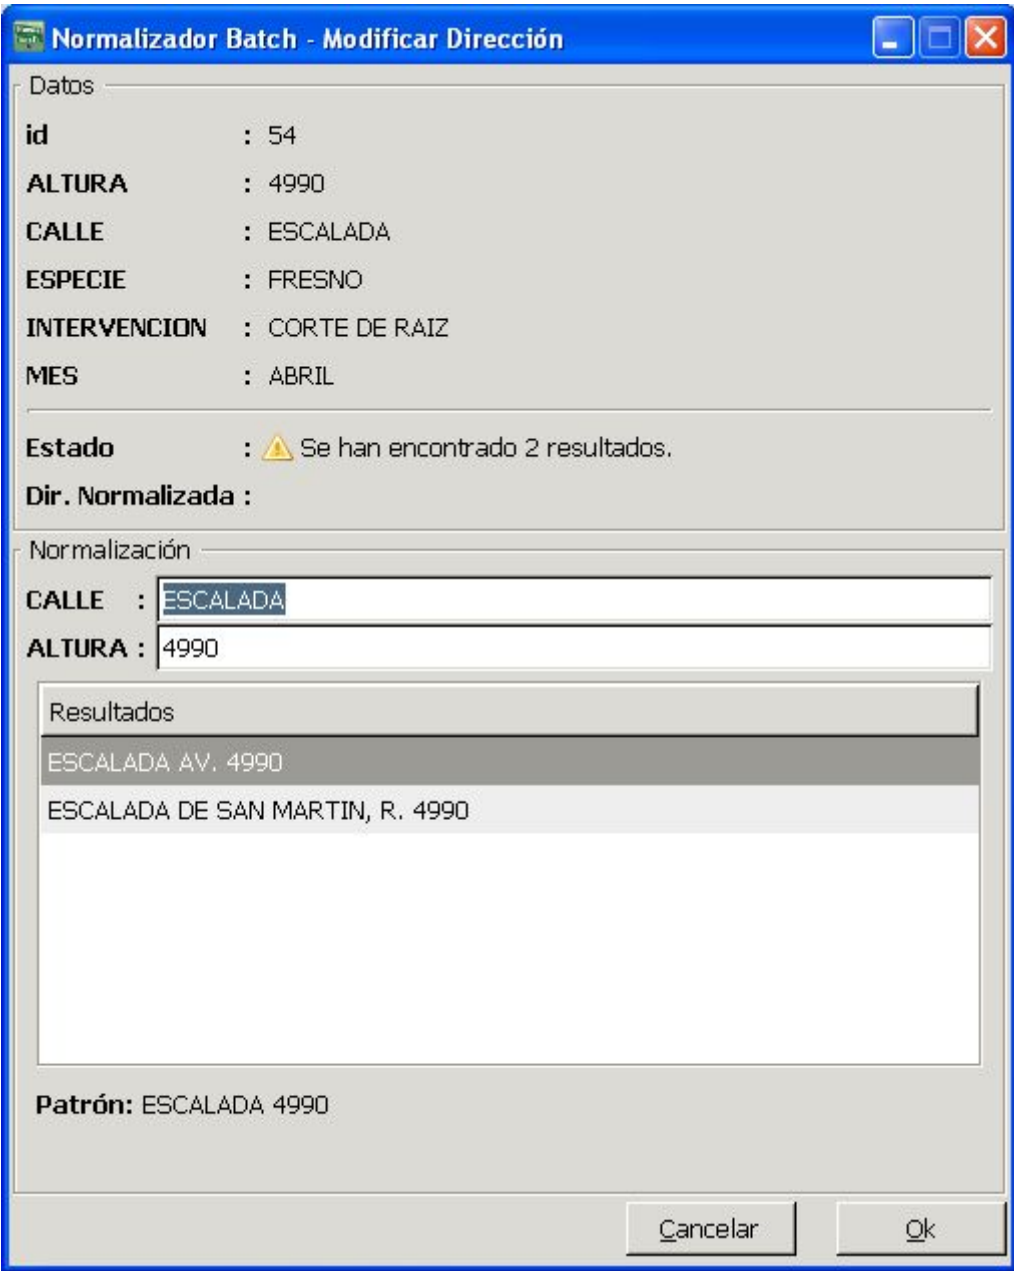 Normalizador Batch - Modificar Dirección
Datos
id : 54
ALTURA : 4990
CALLE : ESCALADA
ESPECIE : FRESNO
INTERVENCION : CORTE DE RAIZ
MES : ABRIL
Estado : Se han encontrado 2 resultados.
Dir. Normalizada :
Normalización
CALLE : ESCALADA
ALTURA : 4990
Resultados
ESCALADA AV. 4990
ESCALADA DE SAN MARTIN, R. 4990
Patrón: ESCALADA 4990
Cancelar Ok